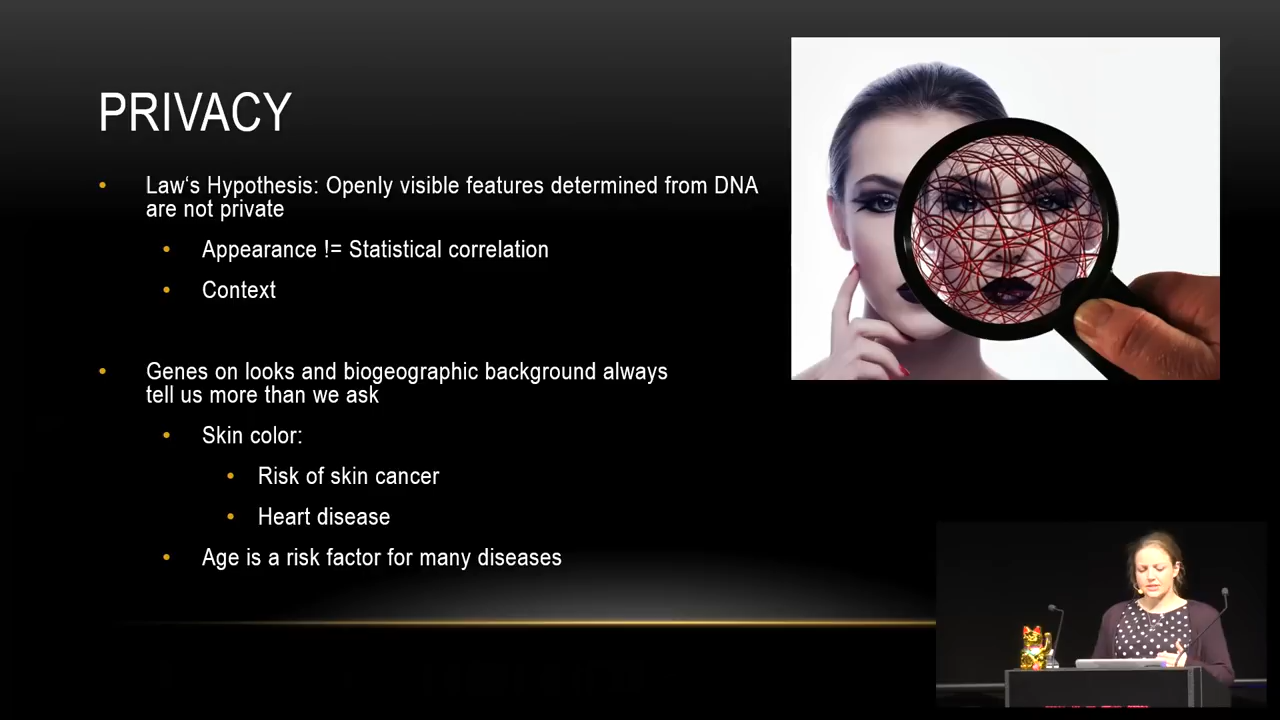 PRIVACY
Law‘s Hypothesis: Openly visible features determined from DNA
are not private
Appearance != Statistical correlation
Context
Genes on looks and biogeographic background always
tell us more than we ask
Skin color:
Risk of skin cancer
Heart disease
Age is a risk factor for many diseases